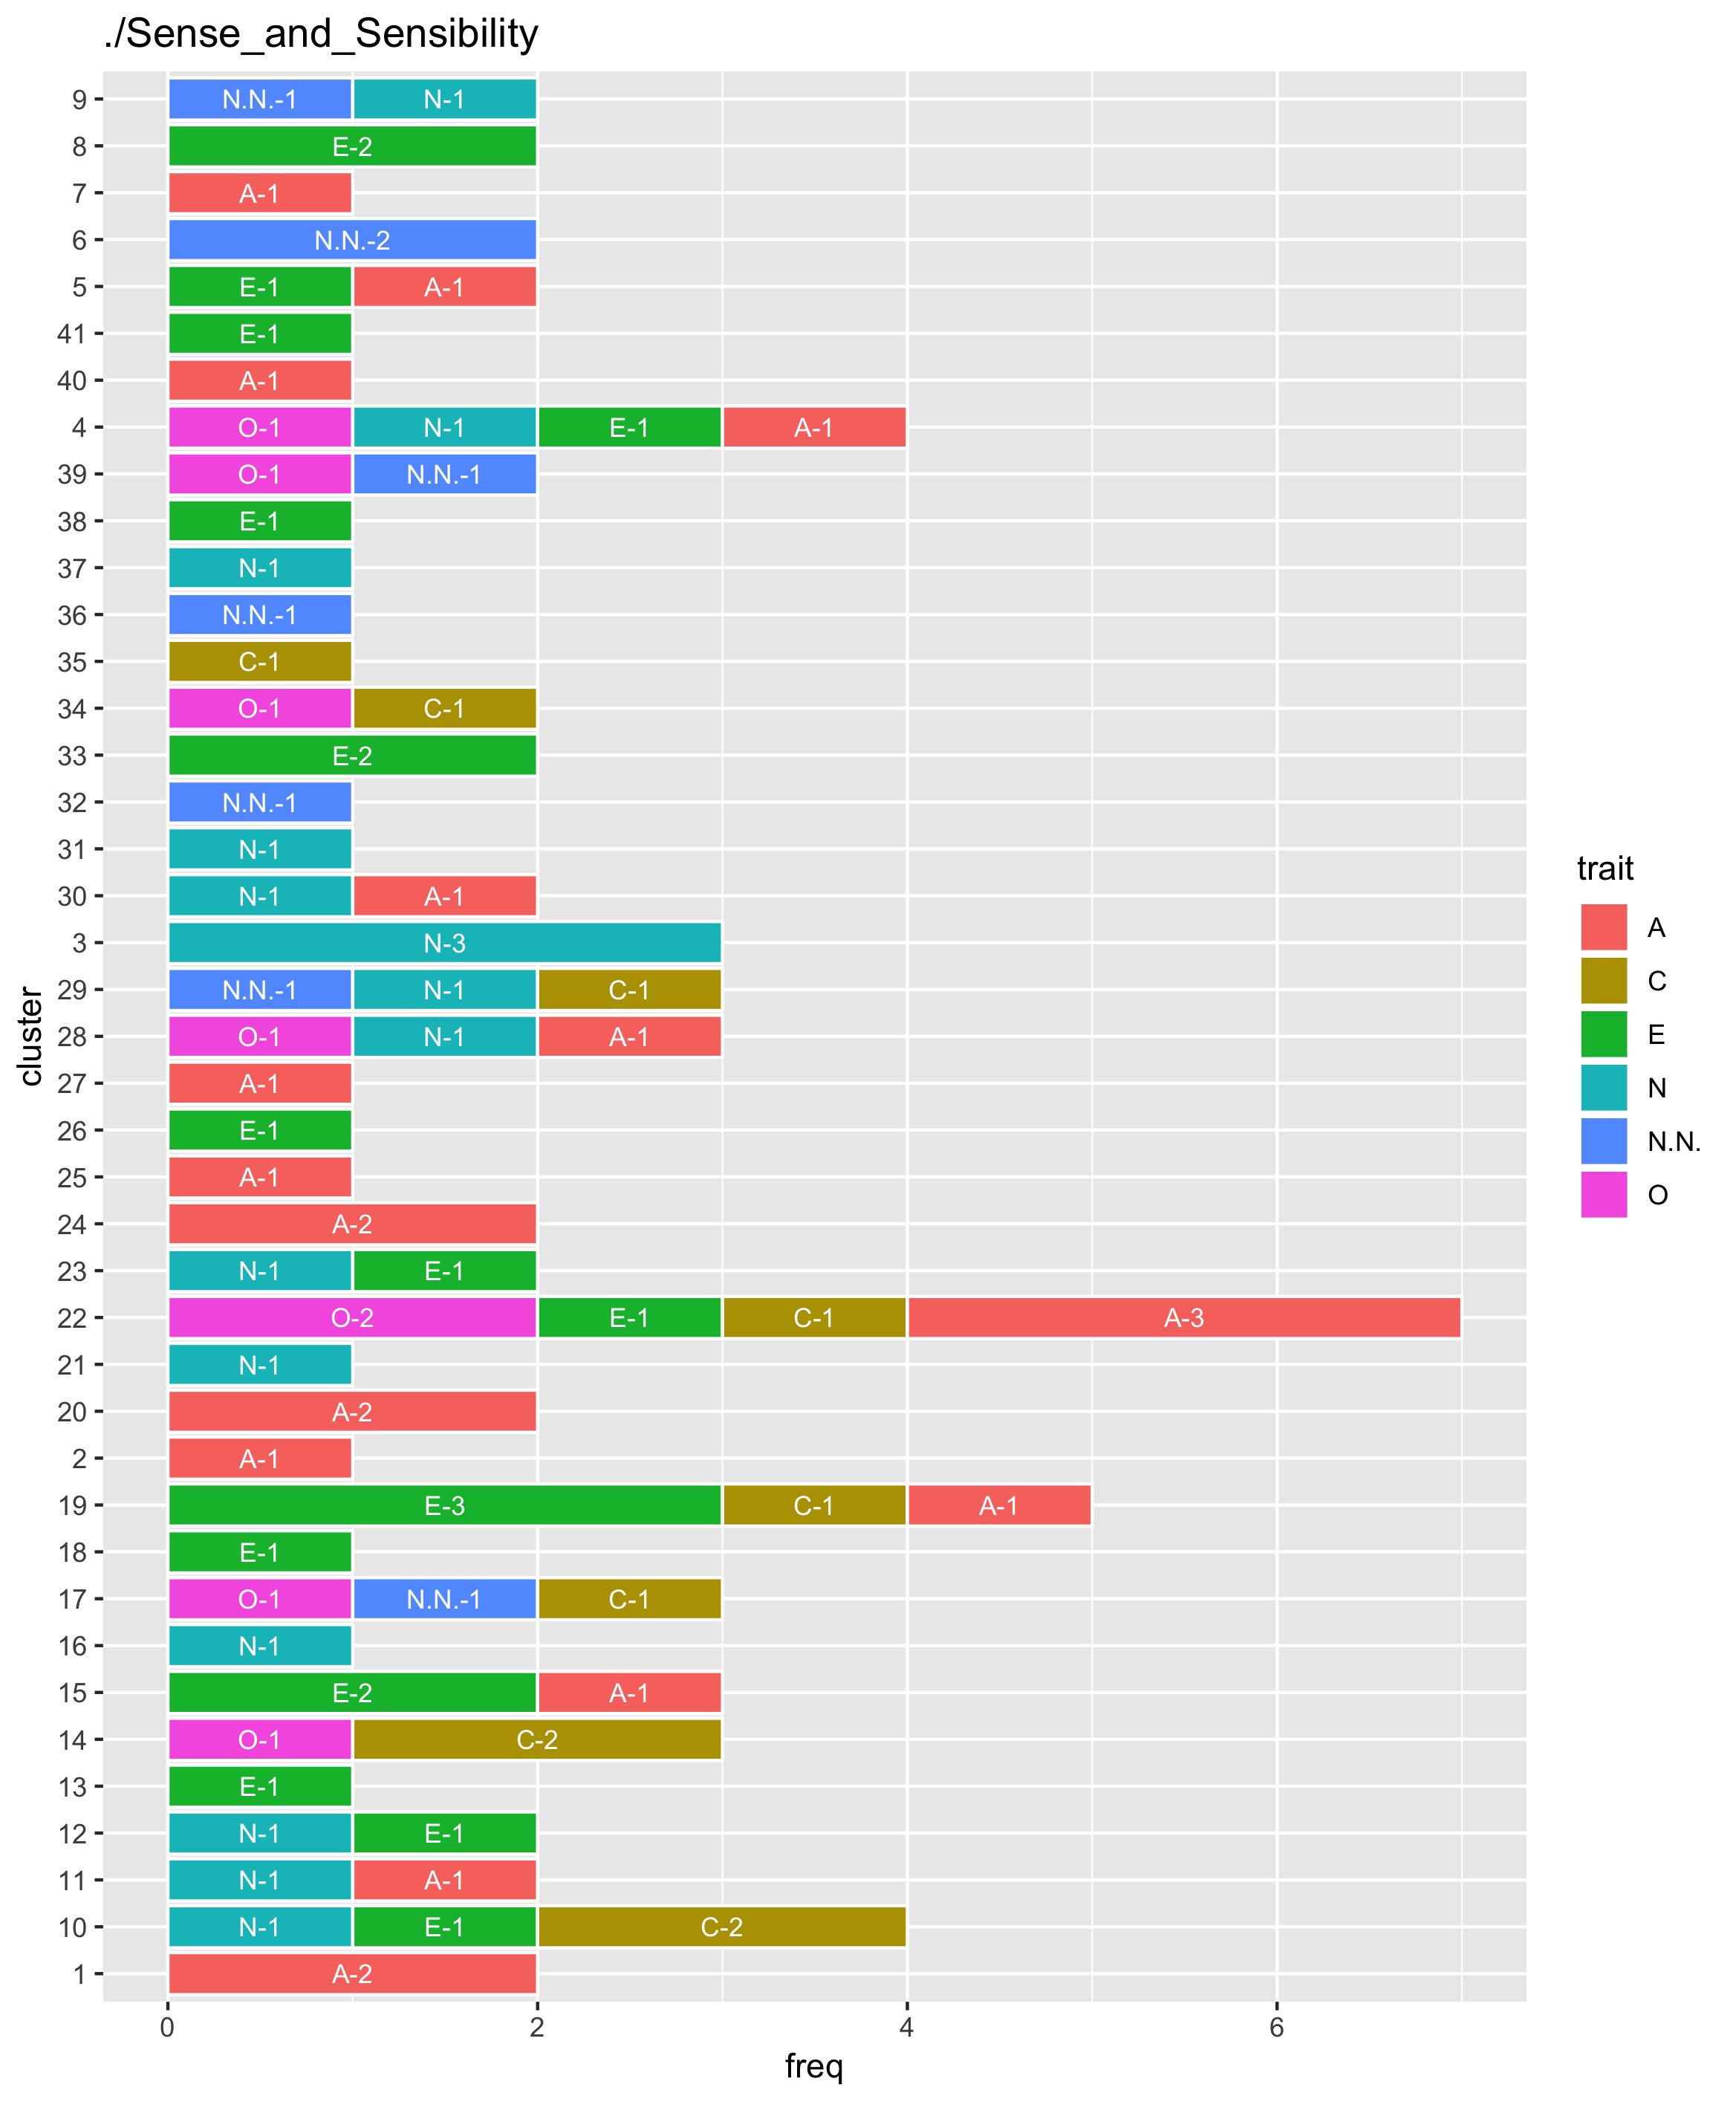 ./Sense_and_Sensibility
9 N.N.-1 N-1
8 E-2
7 A-1
6 N.N.-2
5 E-1 A-1
41 E-1
40 A-1
4 O-1 N-1 E-1 A-1
39 O-1 N.N.-1
38 E-1
37 N-1
36 N.N.-1
35 C-1
34 O-1 C-1
33 E-2
32 N.N.-1
31 N-1
30 N-1 A-1
3 N-3
29 N.N.-1 N-1 C-1
28 O-1 N-1 A-1
27 A-1
26 E-1
25 A-1
24 A-2
23 N-1 E-1
22 O-2 E-1 C-1 A-3
21 N-1
20 A-2
2 A-1
19 E-3 C-1 A-1
18 E-1
17 O-1 N.N.-1 C-1
16 N-1
15 E-2 A-1
14 O-1 C-2
13 E-1
12 N-1 E-1
11 N-1 A-1
10 N-1 E-1 C-2
1 A-2
0 2 4 6
freq
cluster
trait
A
C
E
N
N.N.
O